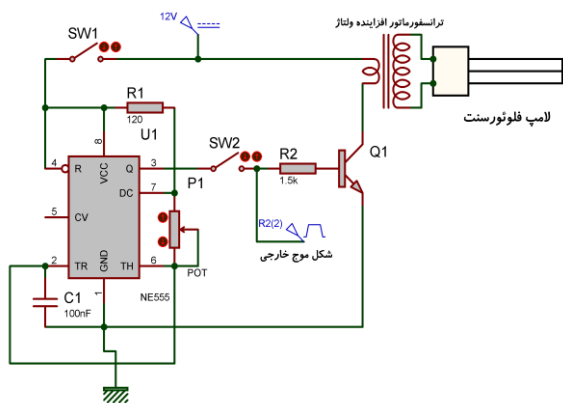 12V
ترانسفورماتور افزاینده ولتاژ
SW1
R1
120
U1
8
VCC
4
R
Q
3
SW2
R2
1.5k
Q1
لامپ فلوئورسنت
DC
7
P1
5
CV
R2(2)
شکل موج خارجی
2
TR
GND
TH
6
POT
1
NE555
C1
100nF